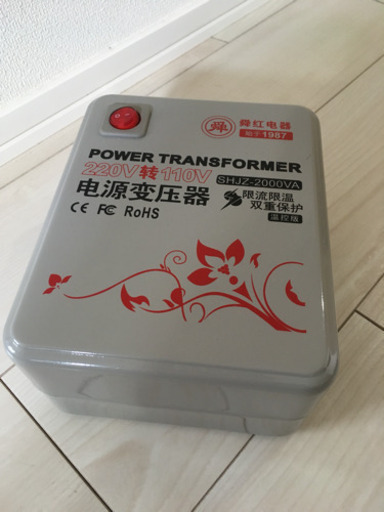 舜 舜红电器
始于1987
POWER TRANSFORMER
220V转110V SHJZ-2000VA
电源变压器 限流限温
双重保护
CE FC RoHS 温控版